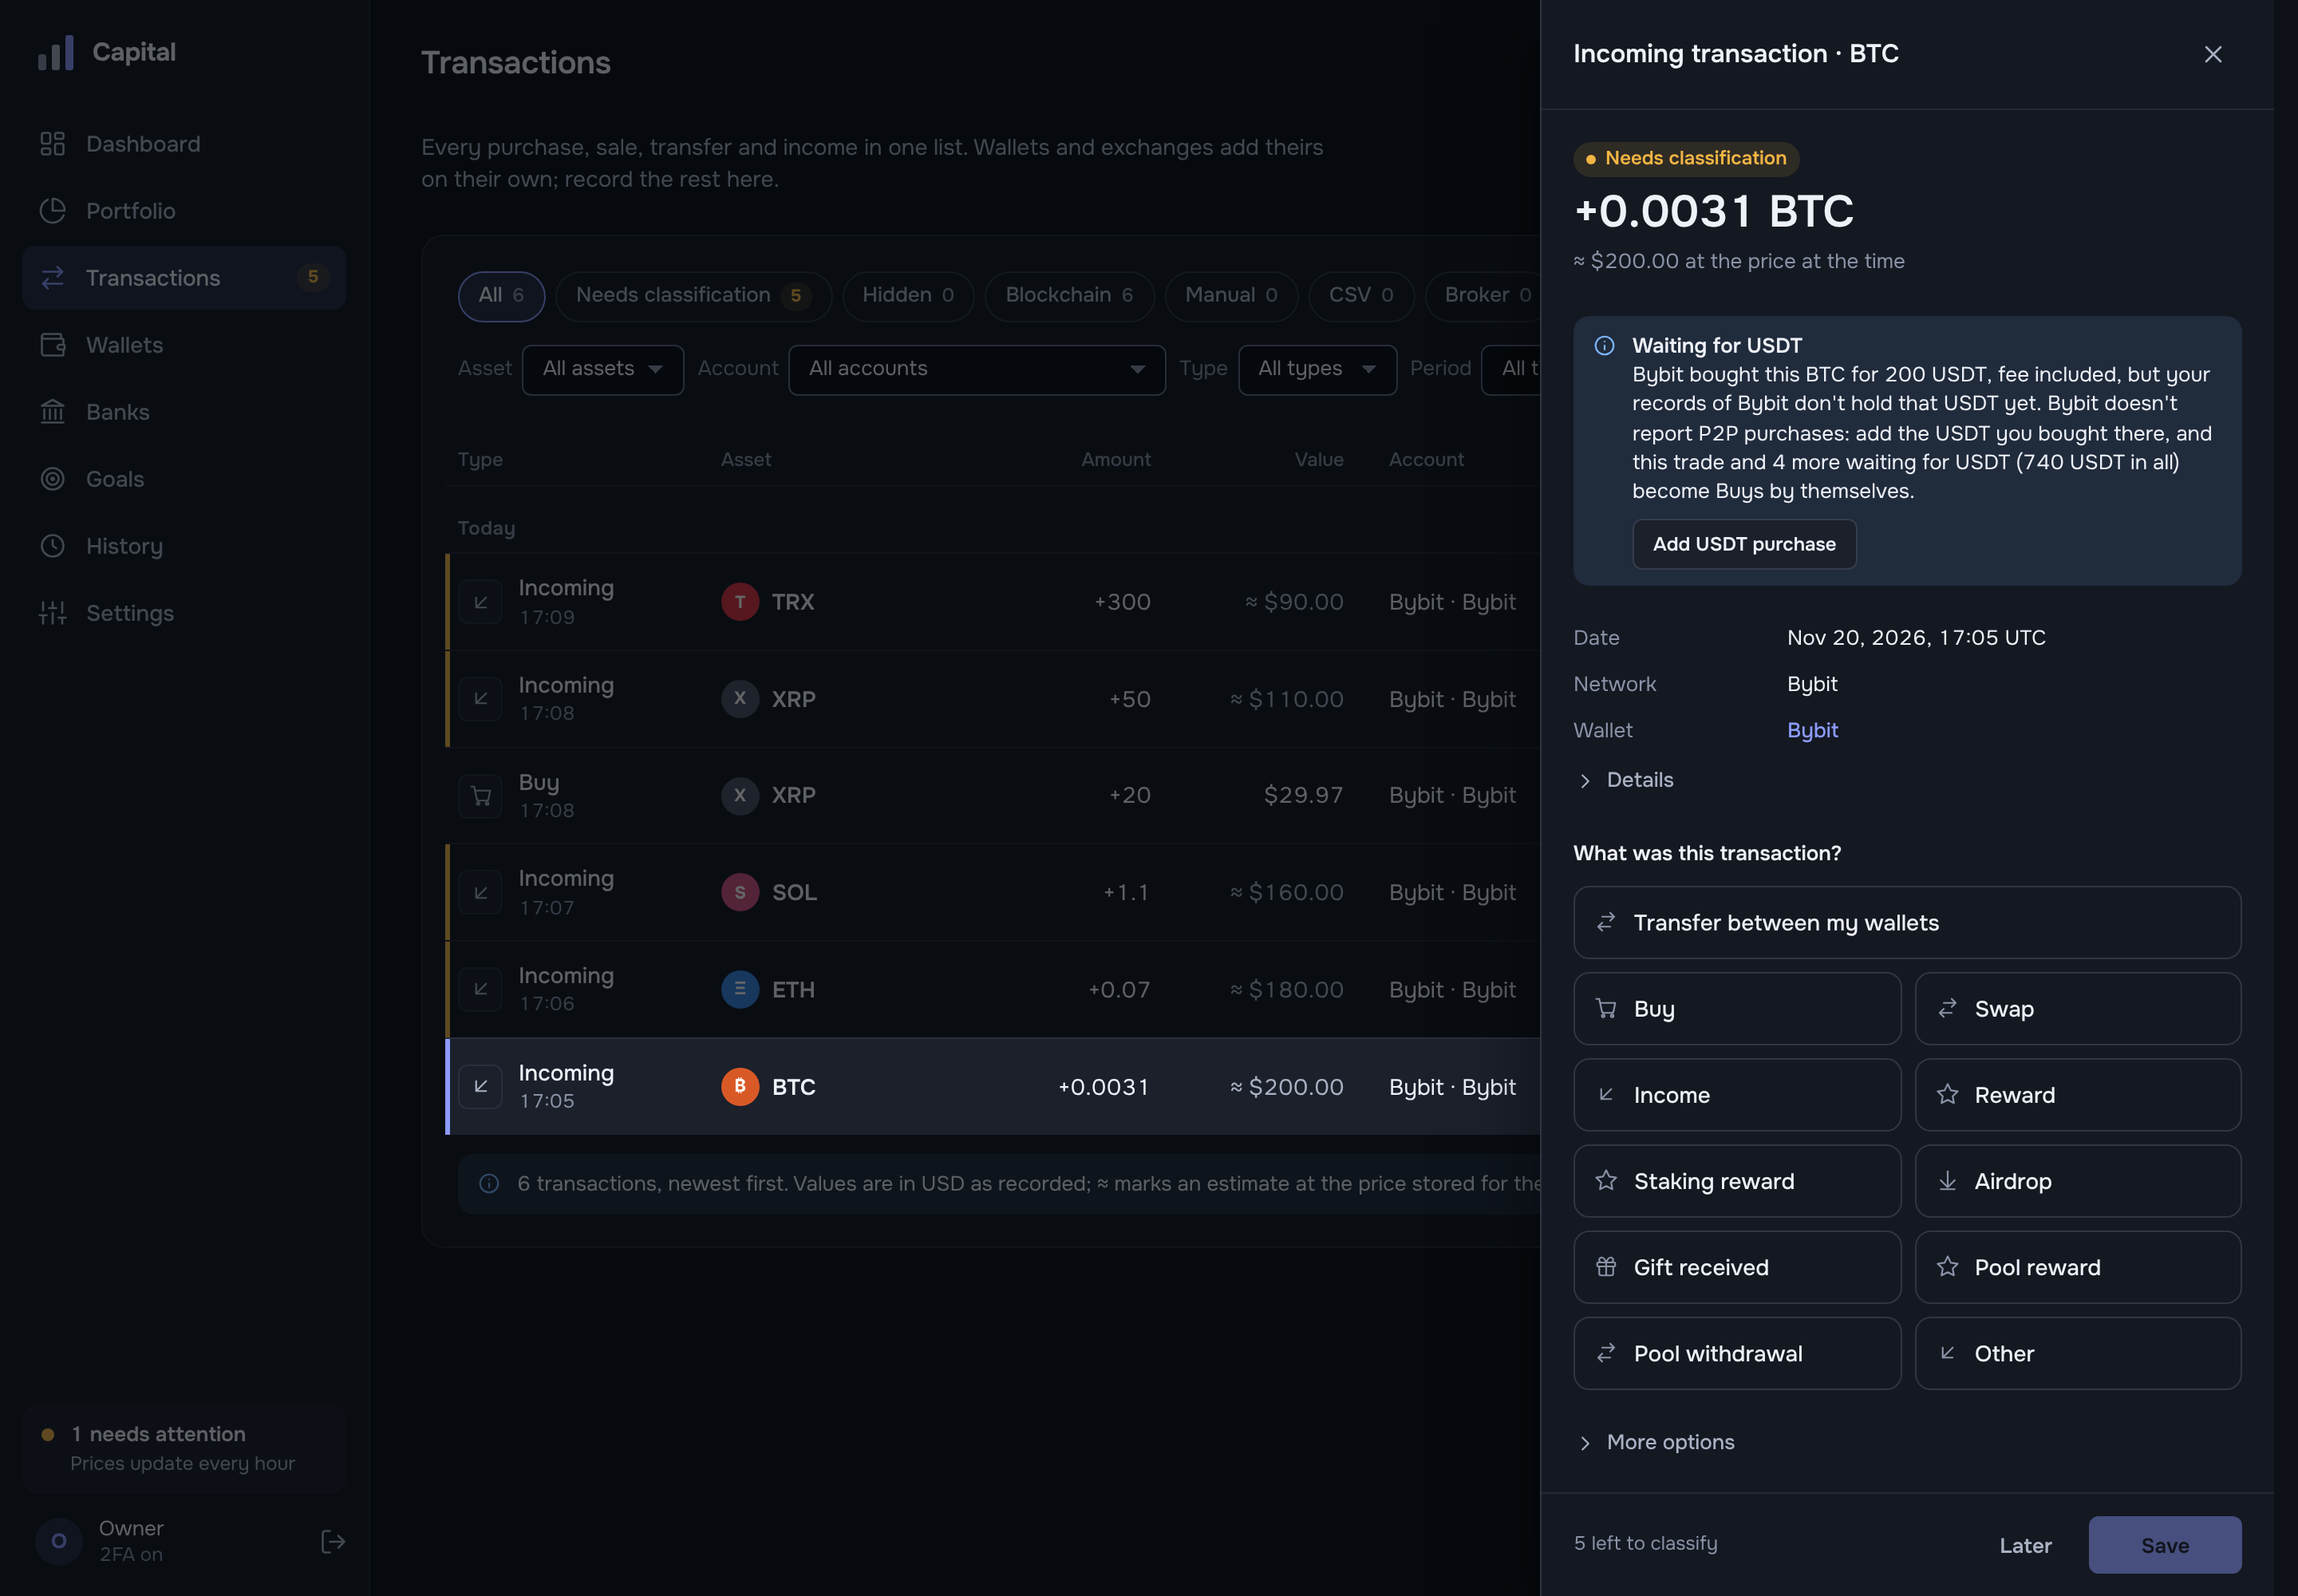 Capital
Dashboard
Portfolio
Transactions 5
Wallets
Banks
Goals
History
Settings
1 needs attention
Prices update every hour
O
Owner
2FA on
Transactions
Every purchase, sale, transfer and income in one list. Wallets and exchanges add theirs
on their own; record the rest here.
All 6 Needs classification 5 Hidden 0 Blockchain 6 Manual 0 CSV 0 Broker 0
Asset All assets Account All accounts Type All types Period All t
Type Asset Amount Value Account
Today
Incoming
17:09
T TRX +300 ≈ $90.00 Bybit · Bybit
Incoming
17:08
X XRP +50 ≈ $110.00 Bybit · Bybit
Buy
17:08
X XRP +20 $29.97 Bybit · Bybit
Incoming
17:07
S SOL +1.1 ≈ $160.00 Bybit · Bybit
Incoming
17:06
Ξ ETH +0.07 ≈ $180.00 Bybit · Bybit
Incoming
17:05
₿ BTC +0.0031 ≈ $200.00 Bybit · Bybit
6 transactions, newest first. Values are in USD as recorded; ≈ marks an estimate at the price stored for the
Incoming transaction · BTC
Needs classification
+0.0031 BTC
≈ $200.00 at the price at the time
Waiting for USDT
Bybit bought this BTC for 200 USDT, fee included, but your
records of Bybit don't hold that USDT yet. Bybit doesn't
report P2P purchases: add the USDT you bought there, and
this trade and 4 more waiting for USDT (740 USDT in all)
become Buys by themselves.
Add USDT purchase
Date Nov 20, 2026, 17:05 UTC
Network Bybit
Wallet Bybit
Details
What was this transaction?
Transfer between my wallets
Buy Swap
Income Reward
Staking reward Airdrop
Gift received Pool reward
Pool withdrawal Other
More options
5 left to classify Later Save